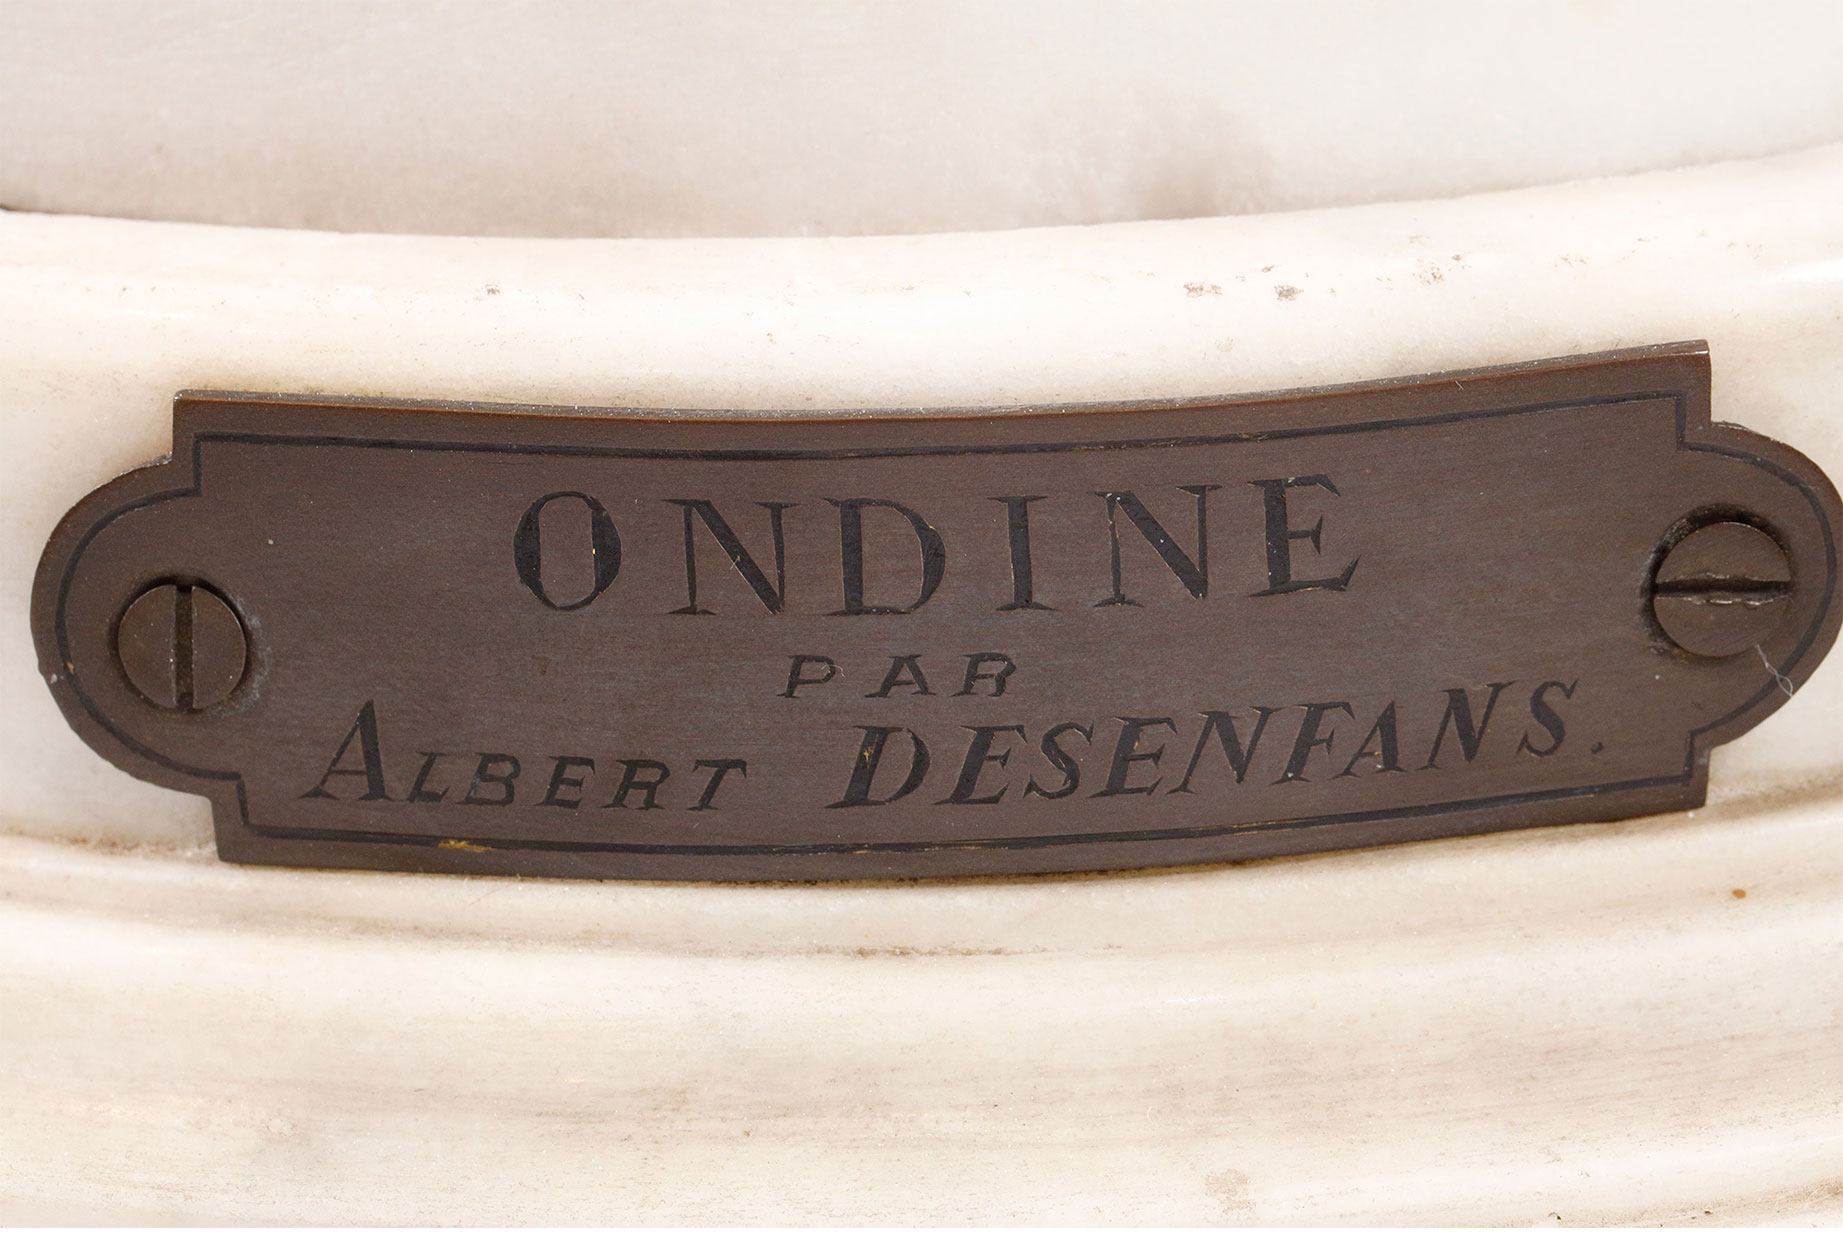 ONDINE
PAR
ALBERT DESENFANS.